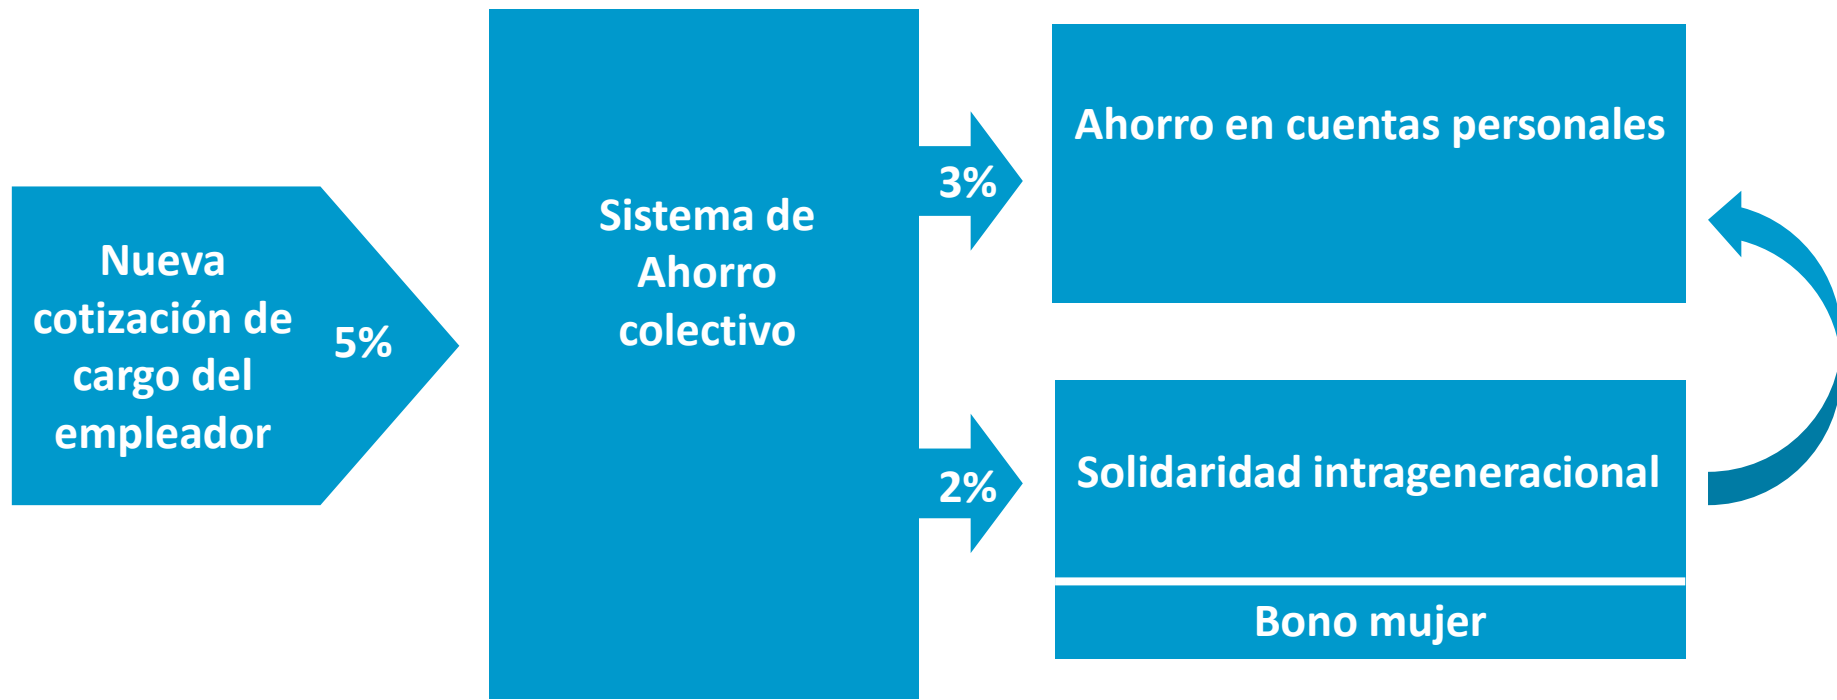 Nueva
cotización de
cargo del
empleador
5%
Sistema de
Ahorro
colectivo
3%
2%
Ahorro en cuentas personales
Solidaridad intrageneracional
Bono mujer